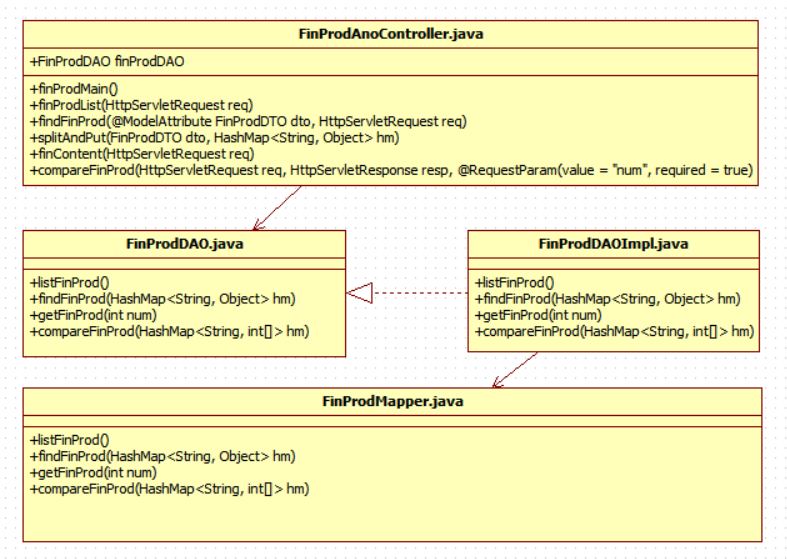 FinProdAnoController.java
+FinProdDAO finProdDAO
+finProdMain()
+finProdList(HttpServletRequest req)
+findFinProd(@ModelAttribute FinProdDTO dto, HttpServletRequest req)
+splitAndPut(FinProdDTO dto, HashMap<String, Object> hm)
+finContent(HttpServletRequest req)
+compareFinProd(HttpServletRequest req, HttpServletResponse resp, @RequestParam(value = "num", required = true)
FinProdDAO.java
+listFinProd()
+findFinProd(HashMap<String, Object> hm)
+getFinProd(int num)
+compareFinProd(HashMap<String, int[]> hm)
FinProdDAOImpl.java
+listFinProd()
+findFinProd(HashMap<String, Object> hm)
+getFinProd(int num)
+compareFinProd(HashMap<String, int[]> hm)
FinProdMapper.java
+listFinProd()
+findFinProd(HashMap<String, Object> hm)
+getFinProd(int num)
+compareFinProd(HashMap<String, int[]> hm)